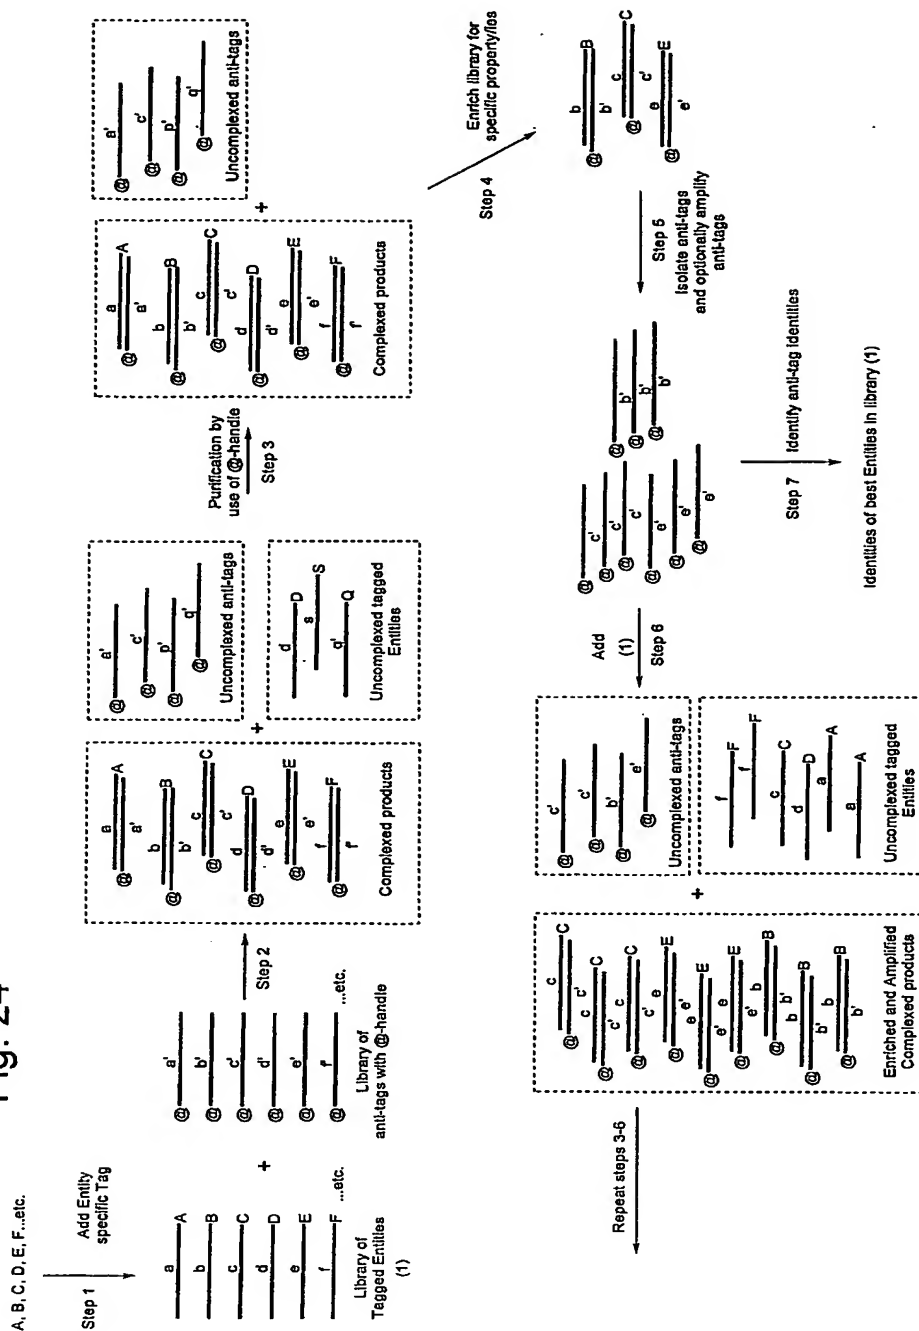 Fig. 24
A, B, C, D, E, F...etc.
Step 1
Add Entity
specific Tag
a
A
b
B
c
C
d
D
e
E
f
F
...etc.
Library of
Tagged Entities
(1)
+
@
a'
@
b'
@
c'
@
d'
@
e'
@
f'
...etc.
Library of
anti-tags with @-handle
Step 2
a
A
@
a'
b
B
@
b'
c
C
@
c'
d
D
@
d'
e
E
@
e'
f
F
@
f'
Complexed products
+
@
a'
@
c'
@
p'
@
q'
Uncomplexed anti-tags
d
D
s
S
q'
Q
Uncomplexed tagged
Entities
Purification by
use of @-handle
Step 3
a
A
@
a'
b
B
@
b'
c
C
@
c'
d
D
@
d'
e
E
@
e'
f
F
@
f'
Complexed products
+
@
a'
@
c'
@
p'
@
q'
Uncomplexed anti-tags
Step 4
Enrich library for
specific property/ies
b
B
@
b'
c
C
@
c'
e
E
@
e'
Step 5
Isolate anti-tags
and optionally amplify
anti-tags
@
c'
@
c'
@
c'
@
e'
@
e'
@
e'
@
b'
@
b'
@
b'
Step 7
Identify anti-tag identities
Identities of best Entities in library (1)
Add
(1)
Step 6
@
c'
@
c'
@
b'
@
e'
Uncomplexed anti-tags
f
F
f
F
c
C
d
D
a
A
a
A
Uncomplexed tagged
Entities
+
c
C
@
c'
c
C
@
c'
c
C
@
c'
e
E
@
e'
e
E
@
e'
e
E
@
e'
b
B
@
b'
b
B
@
b'
b
B
@
b'
Enriched and Amplified
Complexed products
Repeat steps 3-6